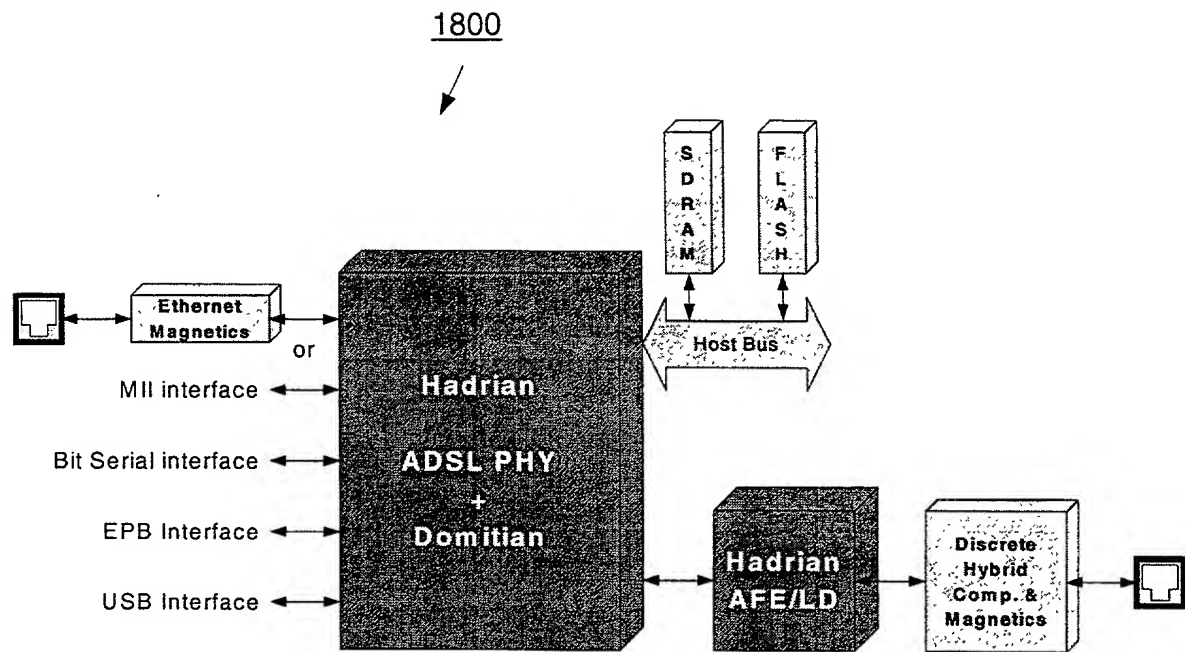 1800
S
D
R
A
M
F
L
A
S
H
Ethernet
Magnetics
or
Host Bus
MII interface
Hadrian
Bit Serial interface
ADSL PHY
+
EPB Interface
Domitian
USB Interface
Hadrian
AFE/LD
Discrete
Hybrid
Comp. &
Magnetics